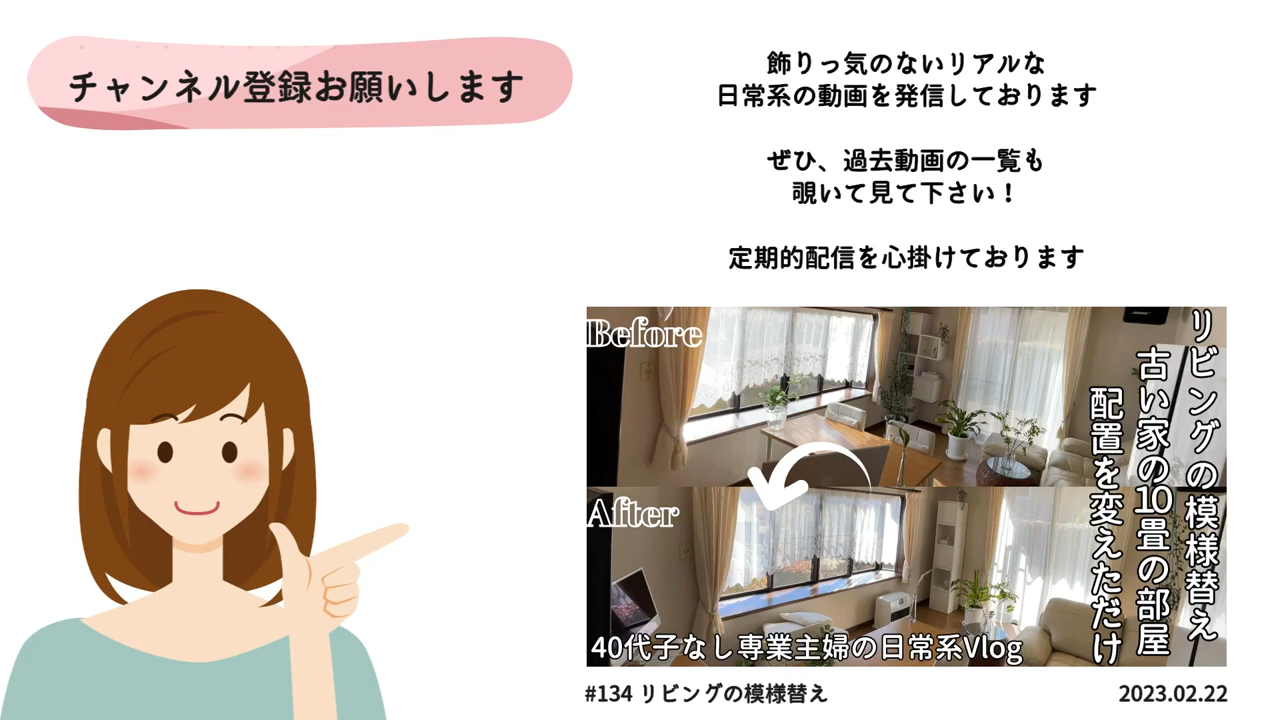 チャンネル登録お願いします
飾りっ気のないリアルな
日常系の動画を発信しております
ぜひ、過去動画の一覧も
覗いて見て下さい！
定期的配信を心掛けております
Before
After
リビングの模様替え
古い家の10畳の部屋
配置を変えただけ
40代子なし専業主婦の日常系Vlog
#134 リビングの模様替え
2023.02.22